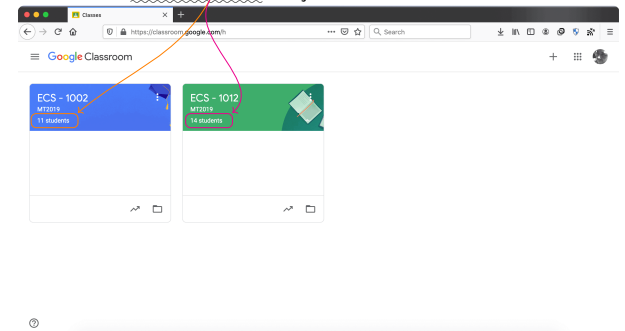 Classes
https://classroom.google.com/h
Search
Google Classroom
ECS - 1002
MT2019
11 students
ECS - 1012
MT2019
14 students